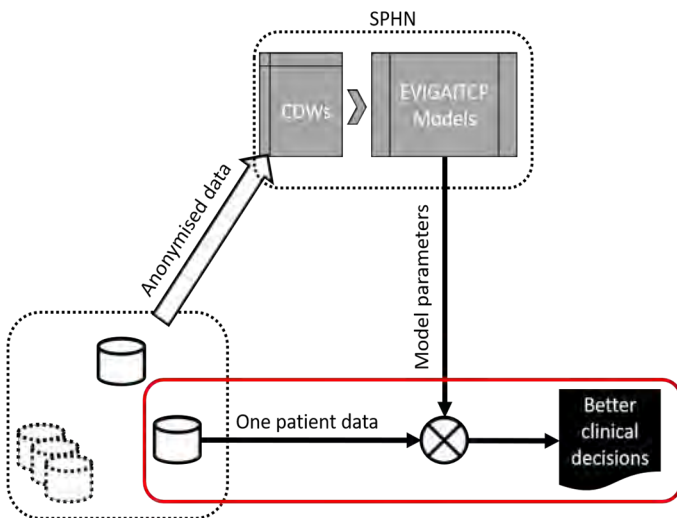 SPHN
CDWs
EVIGAITCP
Models
Anonymised data
Model parameters
One patient data
Better
clinical
decisions